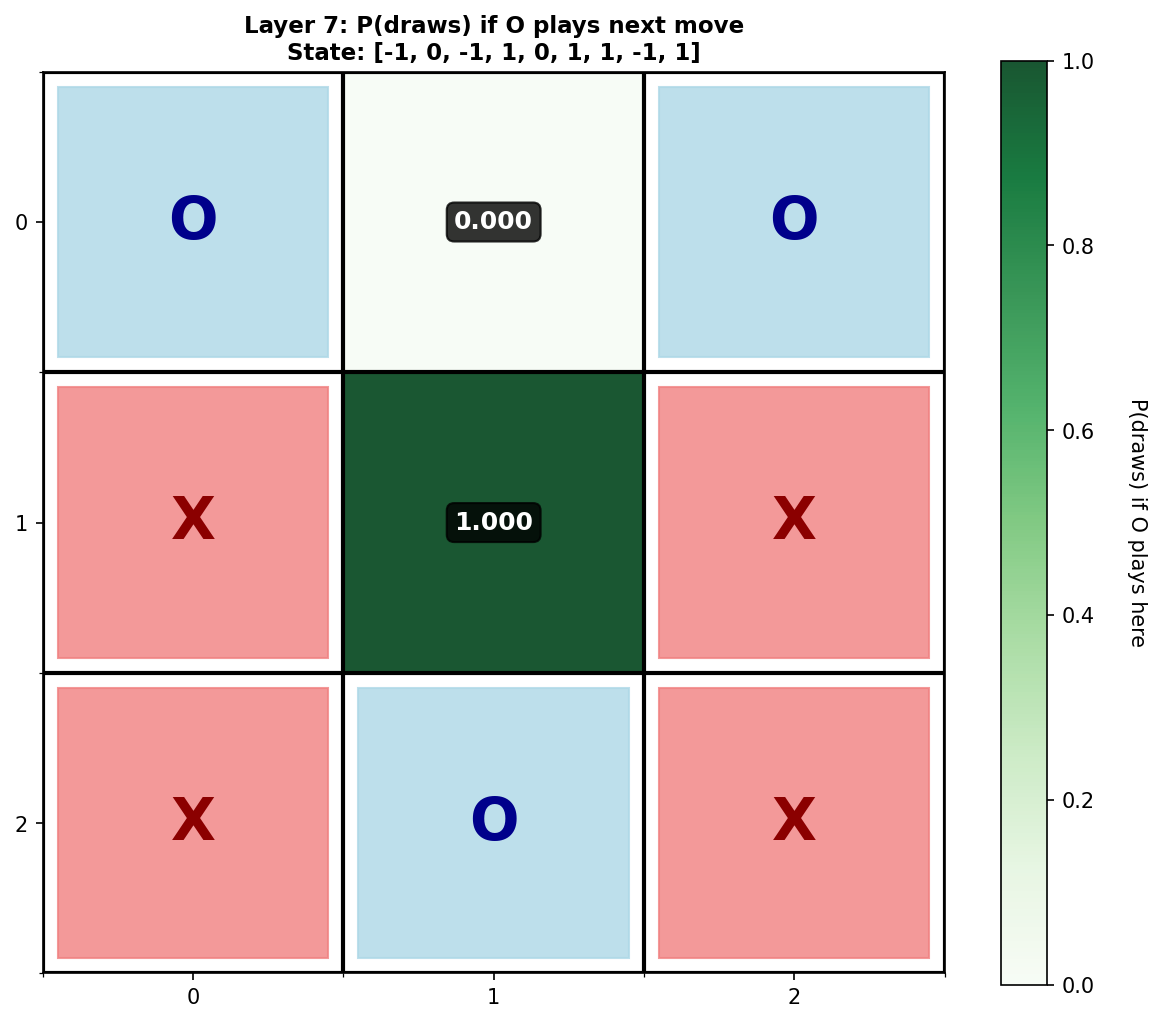 Layer 7: P(draws) if O plays next move
State: [-1, 0, -1, 1, 0, 1, 1, -1, 1]
O
0.000
O
X
1.000
X
X
O
X
0
1
2
0
1
2
1.0
0.8
0.6
0.4
0.2
0.0
P(draws) if O plays here